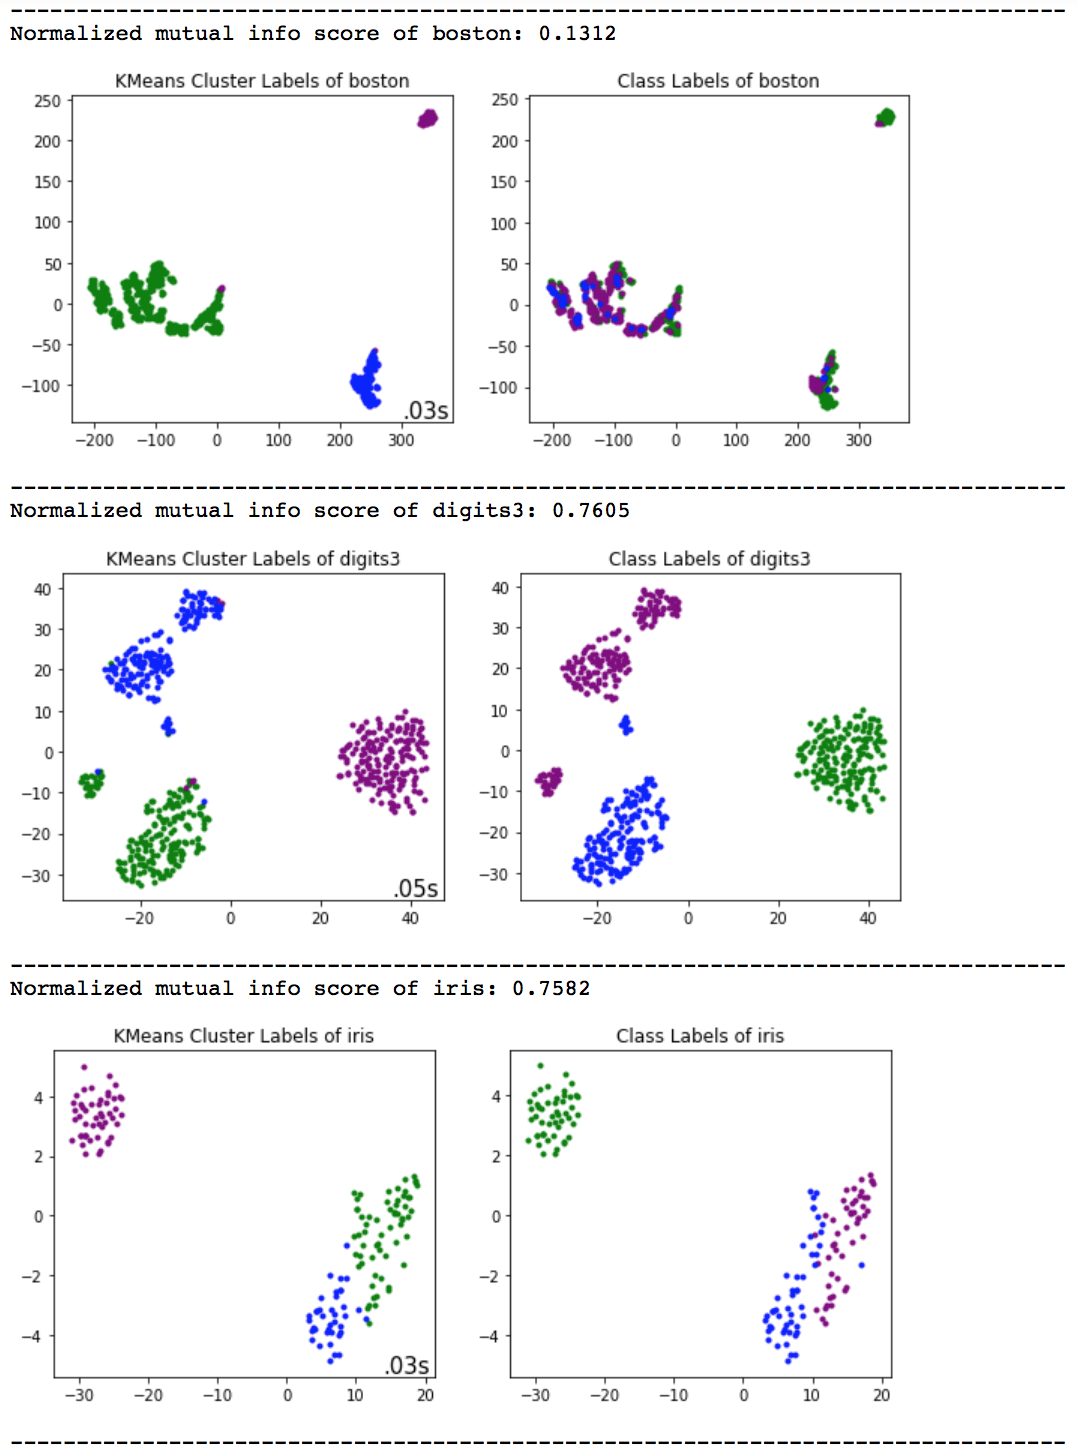 Normalized mutual info score of boston: 0.1312
KMeans Cluster Labels of boston
Class Labels of boston
250
200
150
100
50
0
−50
−100
.03s
−200 −100 0 100 200 300
250
200
150
100
50
0
−50
−100
−200 −100 0 100 200 300
Normalized mutual info score of digits3: 0.7605
KMeans Cluster Labels of digits3
Class Labels of digits3
40
30
20
10
0
−10
−20
−30
.05s
−20 0 20 40
40
30
20
10
0
−10
−20
−30
−20 0 20 40
Normalized mutual info score of iris: 0.7582
KMeans Cluster Labels of iris
Class Labels of iris
4
2
0
−2
−4
.03s
−30 −20 −10 0 10 20
4
2
0
−2
−4
−30 −20 −10 0 10 20